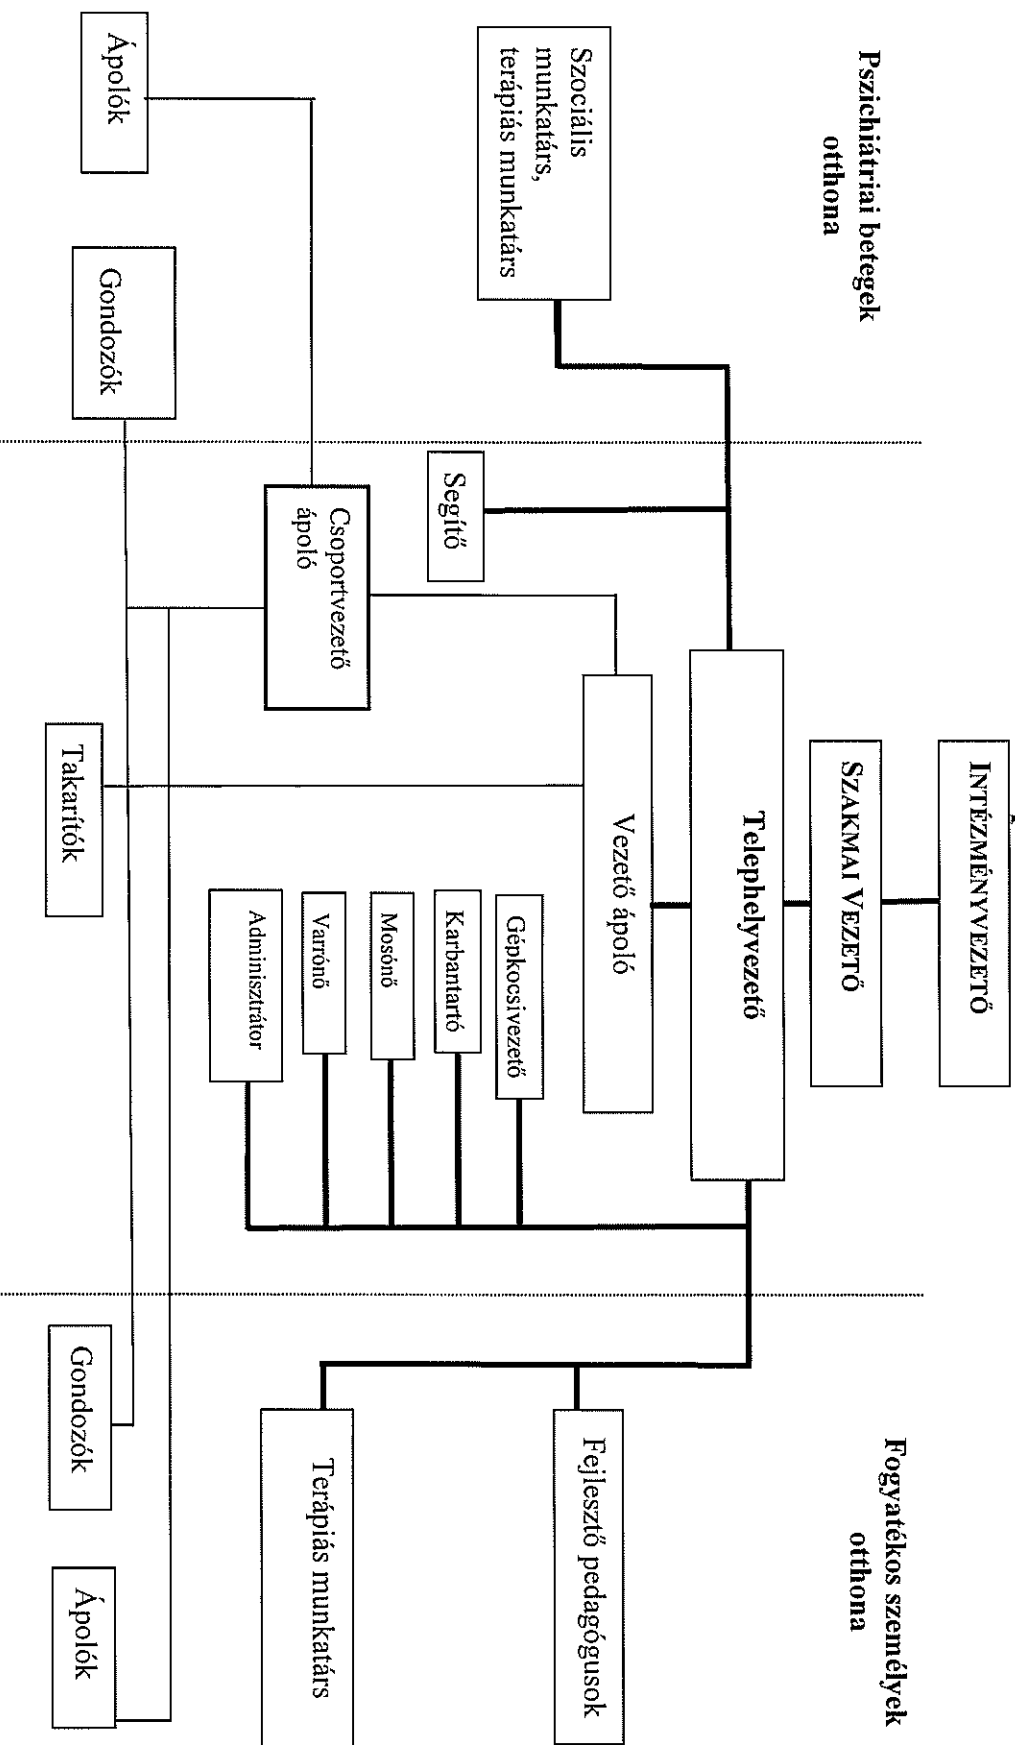 INTÉZMÉNYVEZETŐ
Pszichiátriai betegek
otthona
SZAKMAI VEZETŐ
Fogyatékos személyek
otthona
Telephelyvezető
Szociális
munkatárs,
terápiás munkatárs
Vezető ápoló
Fejlesztő pedagógusok
Segítő
Gépkocsivezető
Karbantartó
Mosónő
Varrónő
Adminisztrátor
Csoportvezető
ápoló
Terápiás munkatárs
Ápolók
Gondozók
Takarítók
Gondozók
Ápolók